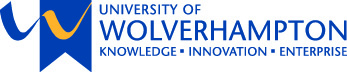 UNIVERSITY OF
WOLVERHAMPTON
KNOWLEDGE ▪ INNOVATION ▪ ENTERPRISE